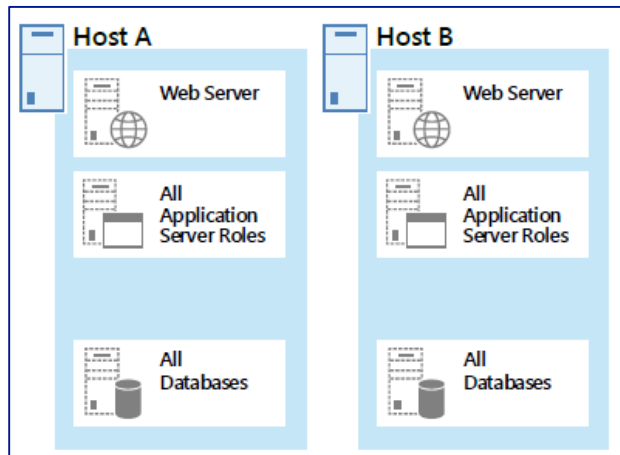 Host A
Web Server
All
Application
Server Roles
All
Databases
Host B
Web Server
All
Application
Server Roles
All
Databases